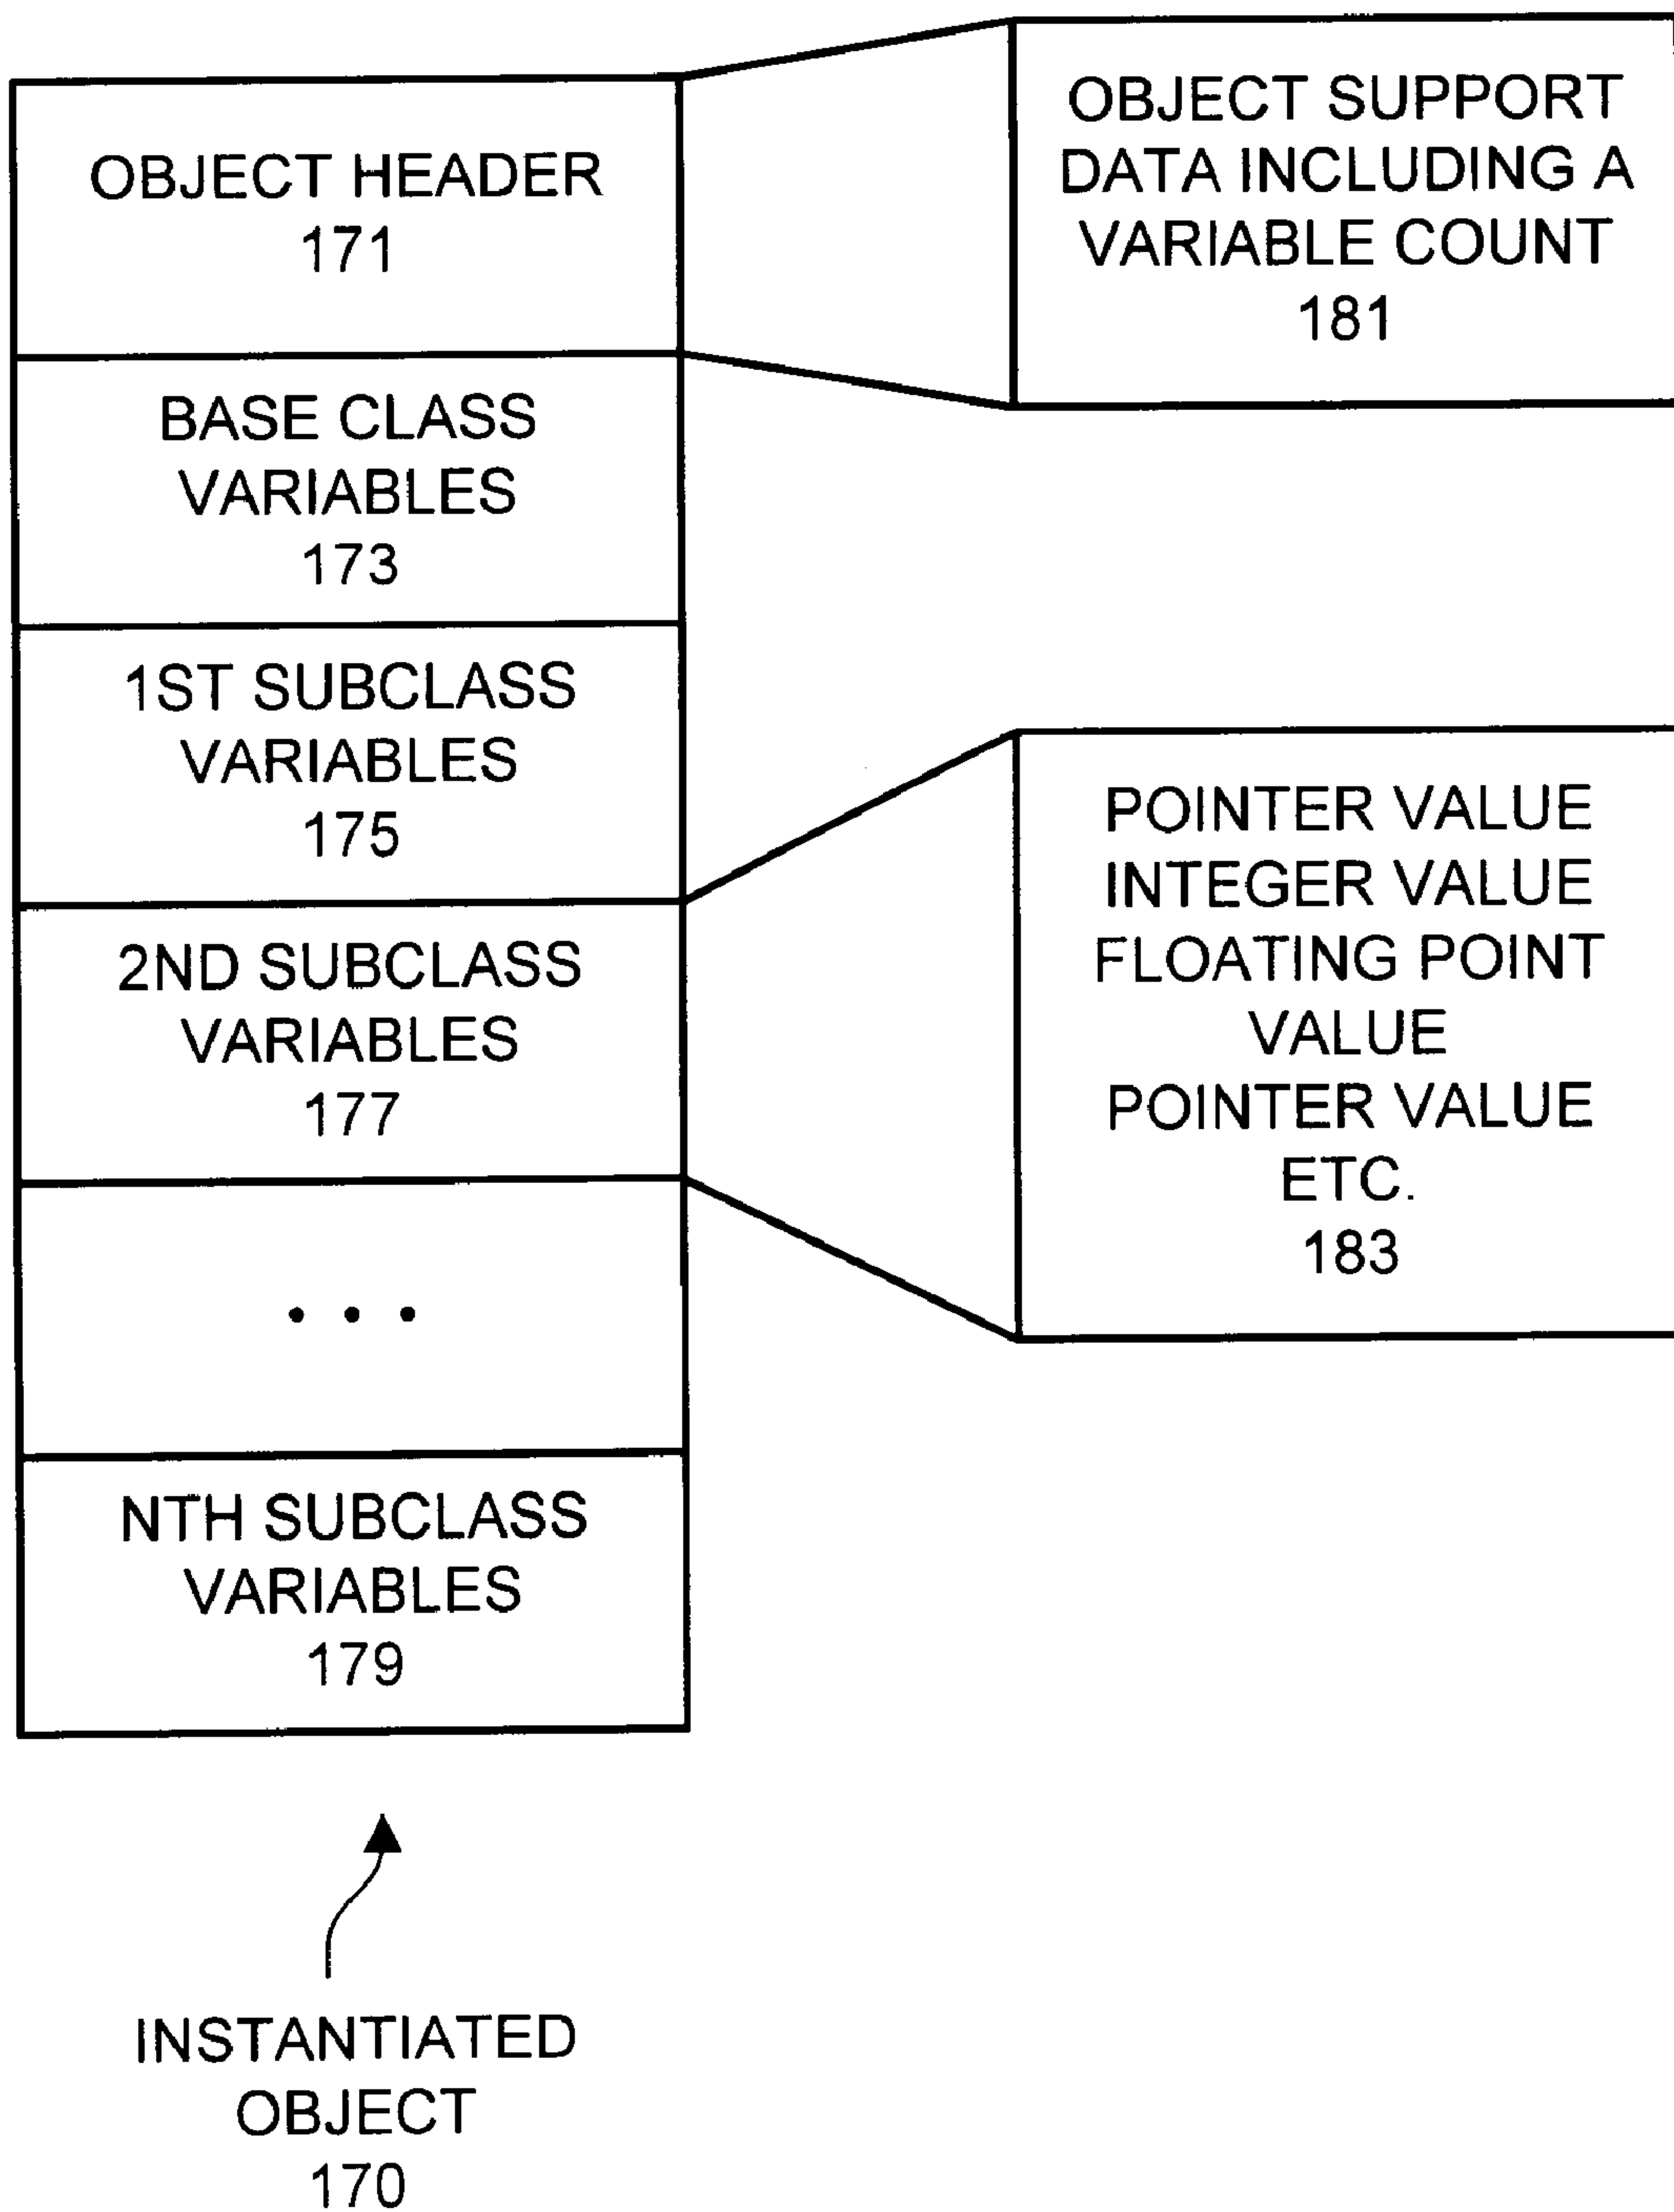 OBJECT HEADER
171
BASE CLASS
VARIABLES
173
1ST SUBCLASS
VARIABLES
175
2ND SUBCLASS
VARIABLES
177
• • •
NTH SUBCLASS
VARIABLES
179
OBJECT SUPPORT
DATA INCLUDING A
VARIABLE COUNT
181
POINTER VALUE
INTEGER VALUE
FLOATING POINT
VALUE
POINTER VALUE
ETC.
183
INSTANTIATED
OBJECT
170